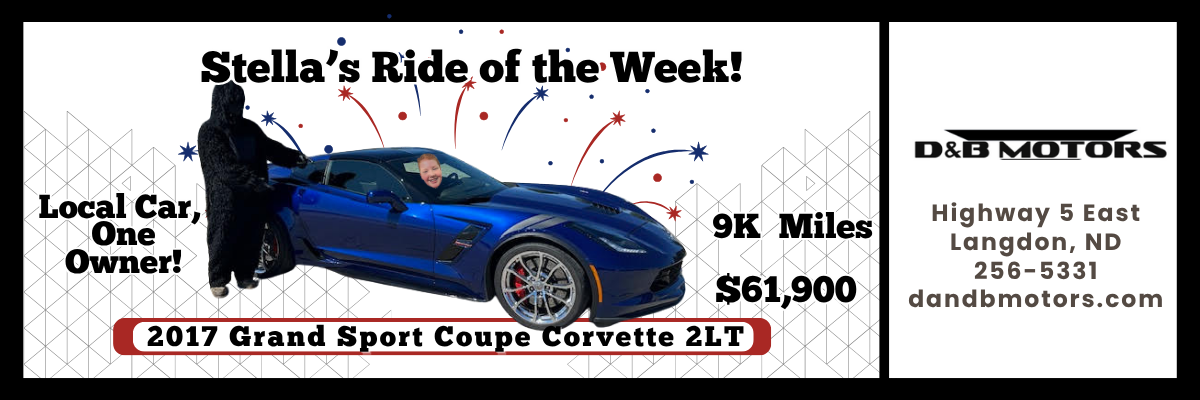 Stella's Ride of the Week!
Local Car,
One
Owner!
9K Miles
$61,900
2017 Grand Sport Coupe Corvette 2LT
D&B MOTORS
Highway 5 East
Langdon, ND
256-5331
dandbmotors.com